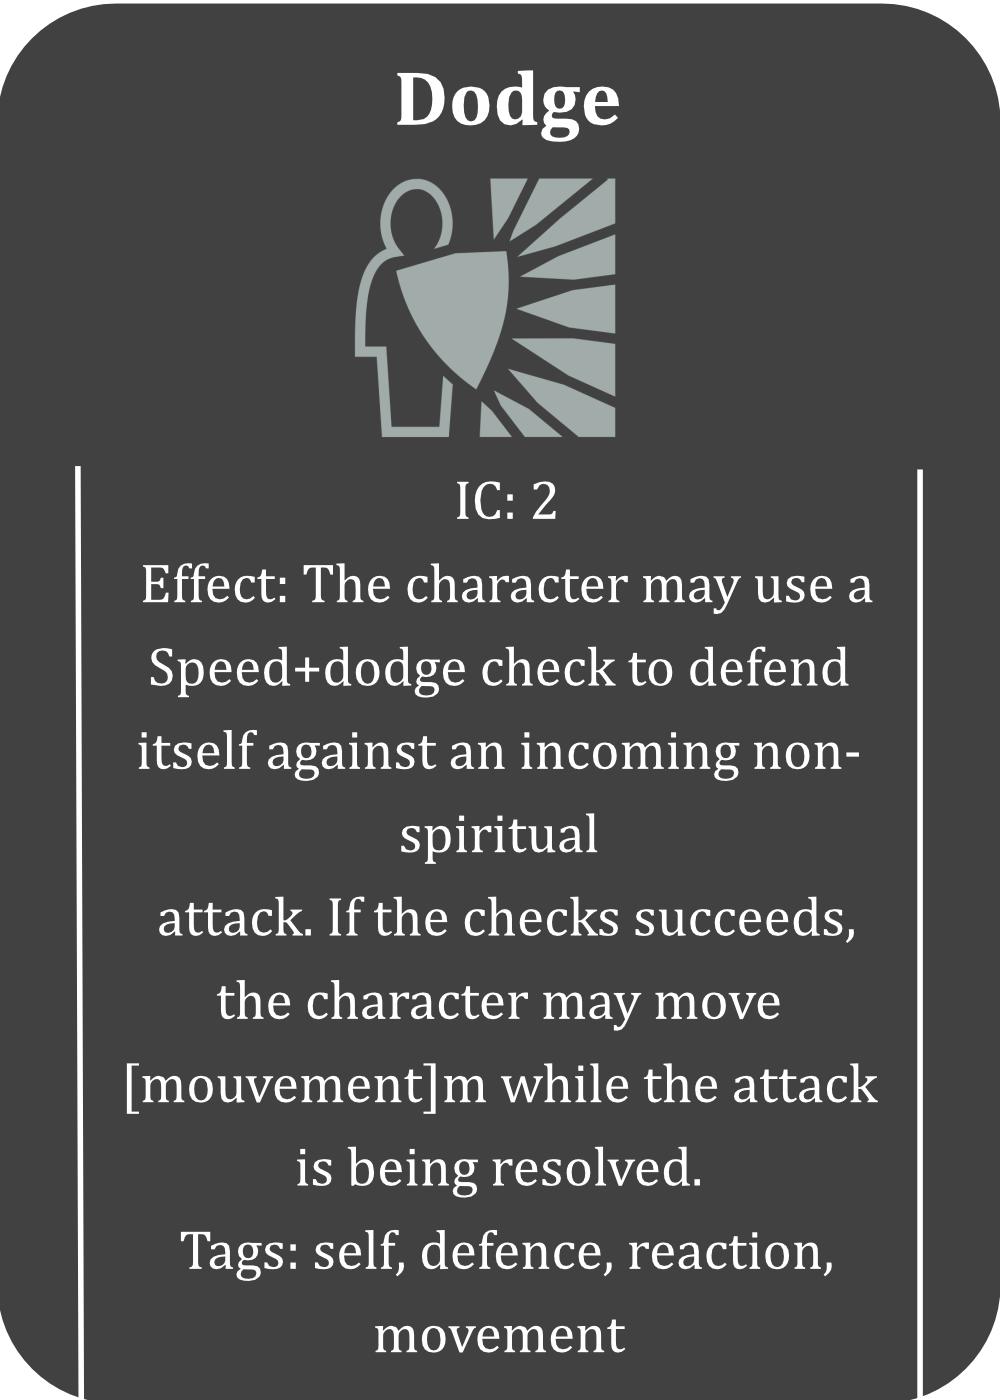 Dodge
IC: 2
Effect: The character may use a
Speed+dodge check to defend
itself against an incoming non-
spiritual
attack. If the checks succeeds,
the character may move
[mouvement]m while the attack
is being resolved.
Tags: self, defence, reaction,
movement